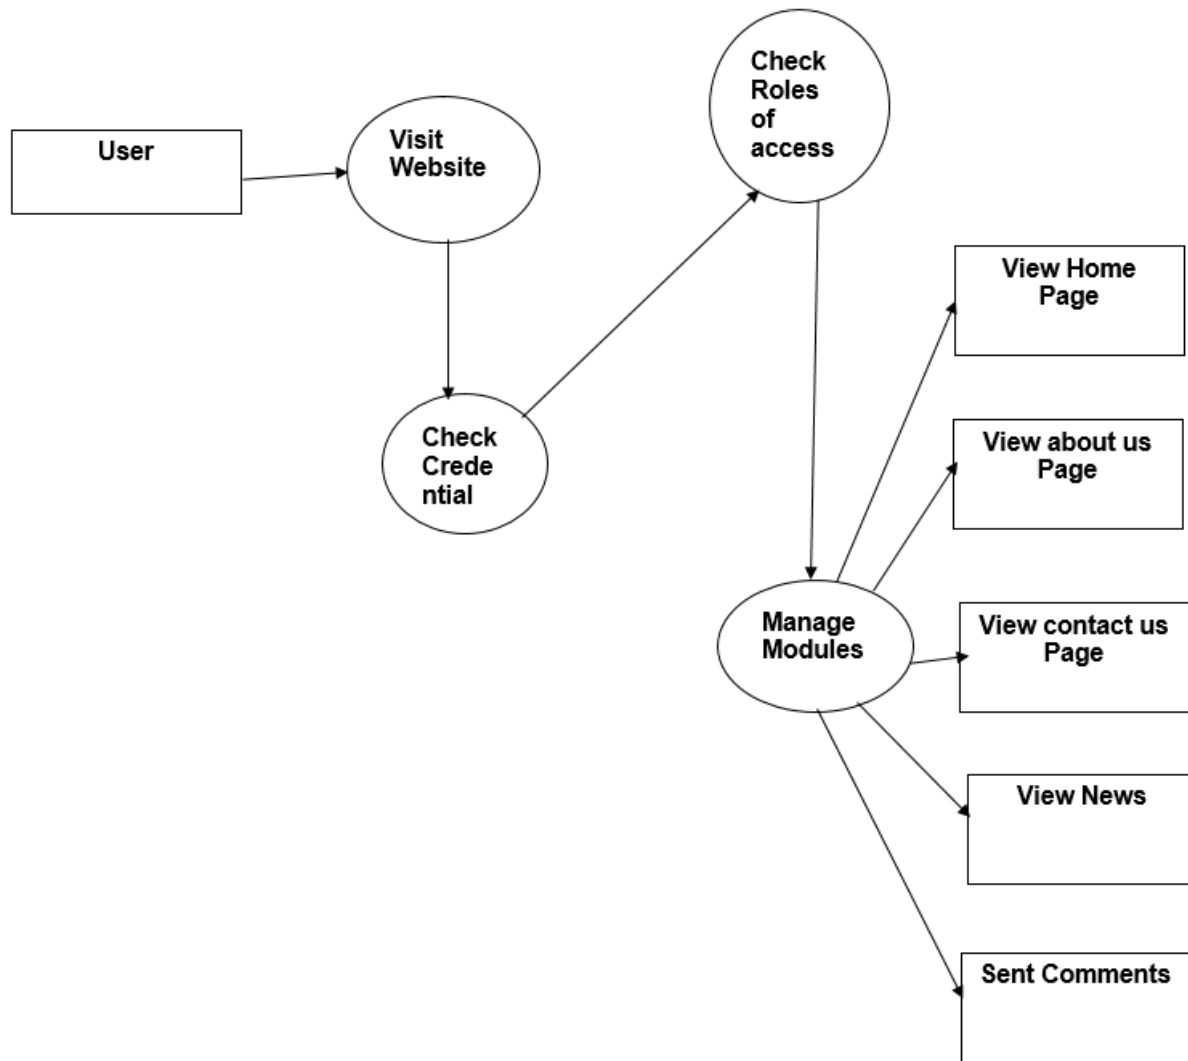 User
Visit
Website
Check
Roles
of
access
Check
Crede
ntial
Manage
Modules
View Home
Page
View about us
Page
View contact us
Page
View News
Sent Comments